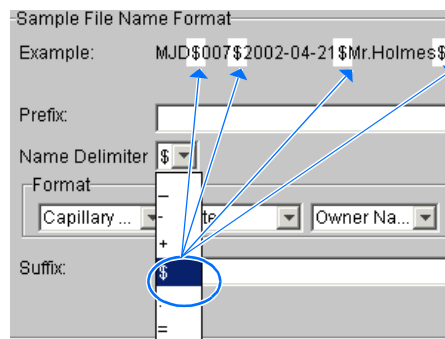 Sample File Name Format
Example: MJD$007$2002-04-21$Mr.Holmes$
Prefix:
Name Delimiter $
Format
_
Capillary ... - te Owner Na...
+
Suffix: $
.
=